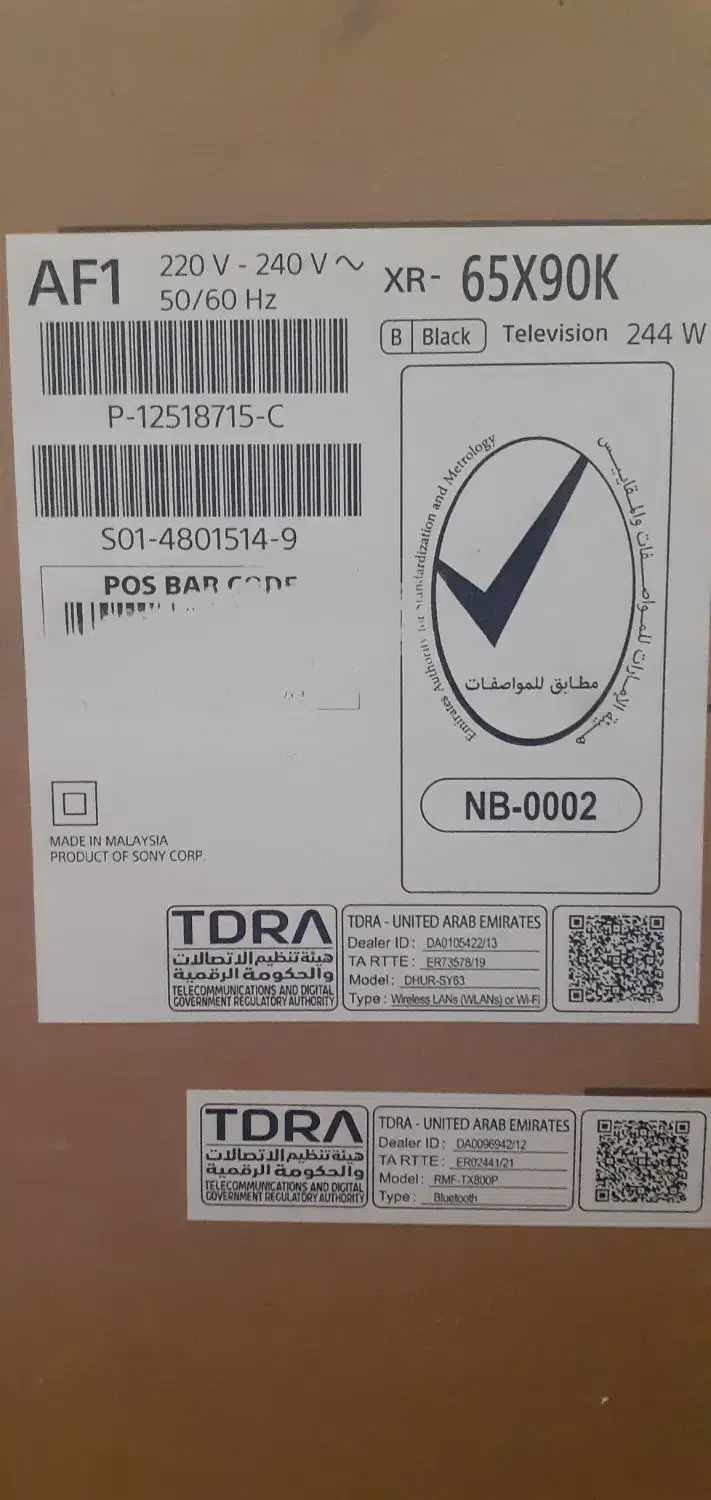 AF1
220 V - 240 V ~
50/60 Hz
XR- 65X90K
B Black Television 244 W
P-12518715-C
S01-4801514-9
POS BAR CODE
Emirates Authority for Standardization and Metrology
هيئة الإمارات للمواصفات والمقاييس
مطابق للمواصفات
NB-0002
MADE IN MALAYSIA
PRODUCT OF SONY CORP.
TDRA
هيئة تنظيم الاتصالات
والحكومة الرقمية
TELECOMMUNICATIONS AND DIGITAL
GOVERNMENT REGULATORY AUTHORITY
TDRA - UNITED ARAB EMIRATES
Dealer ID: DA0105422/13
TA RTTE: ER73578/19
Model: DHUR-SY63
Type: Wireless LANs (WLANs) or Wi-Fi
TDRA
هيئة تنظيم الاتصالات
والحكومة الرقمية
TELECOMMUNICATIONS AND DIGITAL
GOVERNMENT REGULATORY AUTHORITY
TDRA - UNITED ARAB EMIRATES
Dealer ID: DA0096942/12
TA RTTE: ER02441/21
Model: RMF-TX800P
Type: Bluetooth